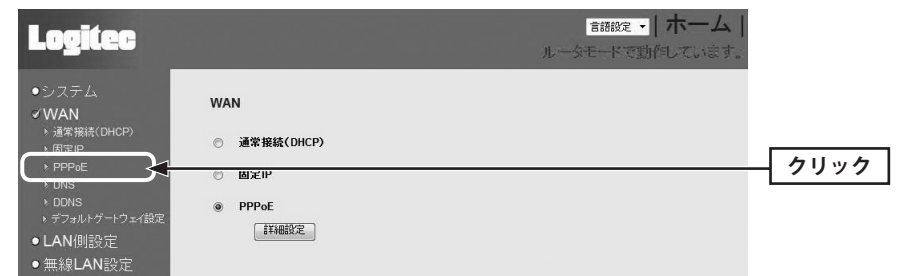 Logitec
言語設定 | ホーム |
ルータモードで動作しています。
システム
WAN
通常接続(DHCP)
固定IP
PPPoE
DNS
DDNS
デフォルトゲートウェイ設定
LAN側設定
無線LAN設定
WAN
通常接続(DHCP)
固定IP
PPPoE
詳細設定
クリック